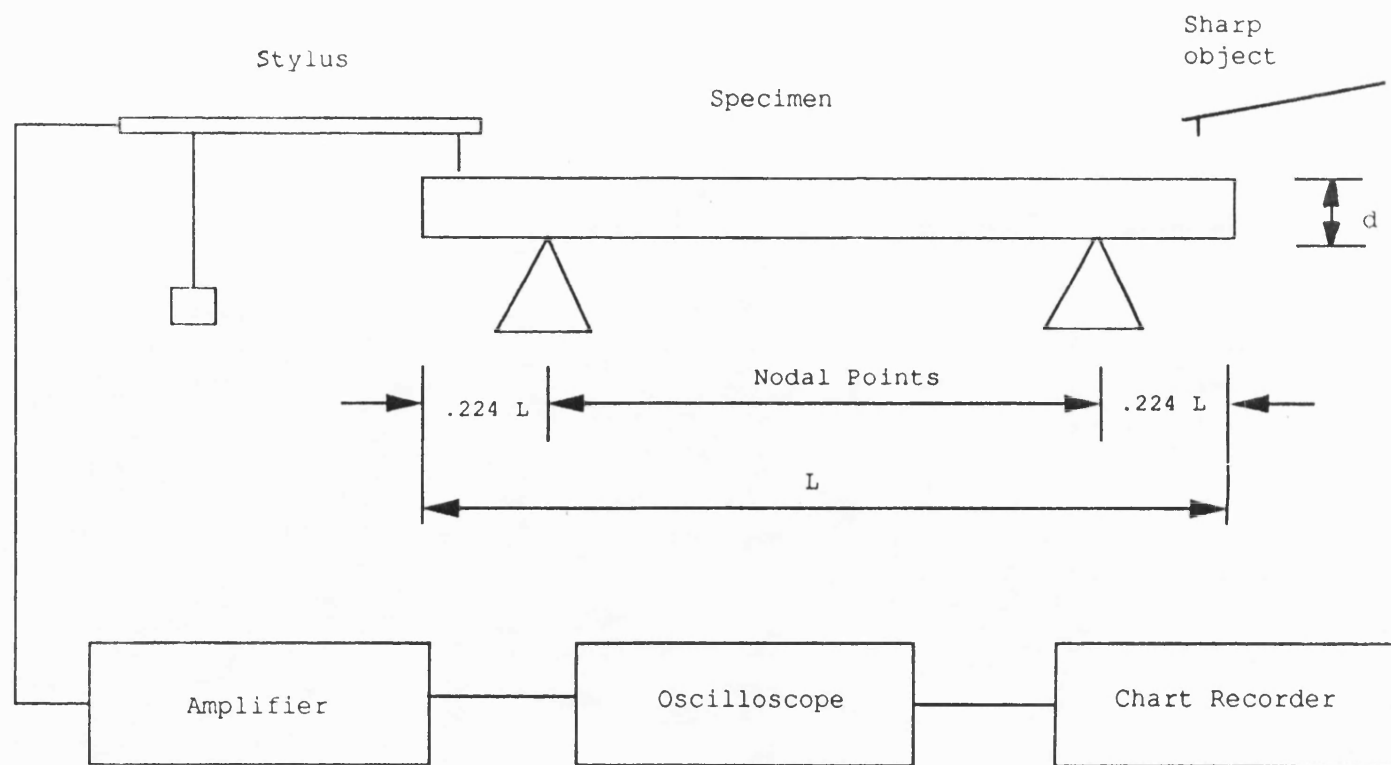 Sharp
object
Stylus
Specimen
d
Nodal Points
.224 L
.224 L
L
Amplifier
Oscilloscope
Chart Recorder